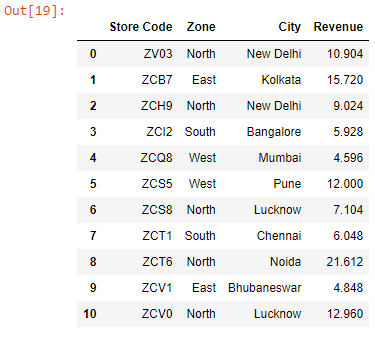 Out[19]:
Store Code Zone City Revenue
0 ZV03 North New Delhi 10.904
1 ZCB7 East Kolkata 15.720
2 ZCH9 North New Delhi 9.024
3 ZCI2 South Bangalore 5.928
4 ZCQ8 West Mumbai 4.596
5 ZCS5 West Pune 12.000
6 ZCS8 North Lucknow 7.104
7 ZCT1 South Chennai 6.048
8 ZCT6 North Noida 21.612
9 ZCV1 East Bhubaneswar 4.848
10 ZCV0 North Lucknow 12.960